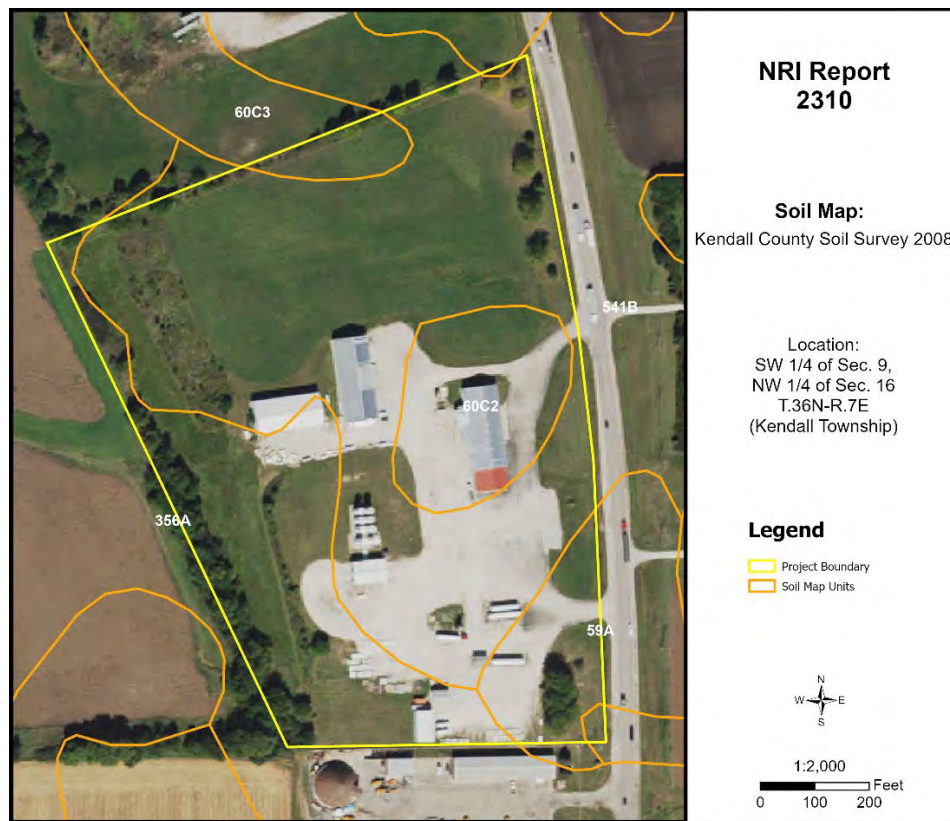 NRI Report
2310
Soil Map:
Kendall County Soil Survey 2008
Location:
SW 1/4 of Sec. 9,
NW 1/4 of Sec. 16
T.36N-R.7E
(Kendall Township)
Legend
Project Boundary
Soil Map Units
N
W E
S
1:2,000
Feet
0 100 200
60C3
541B
60C2
356A
59A